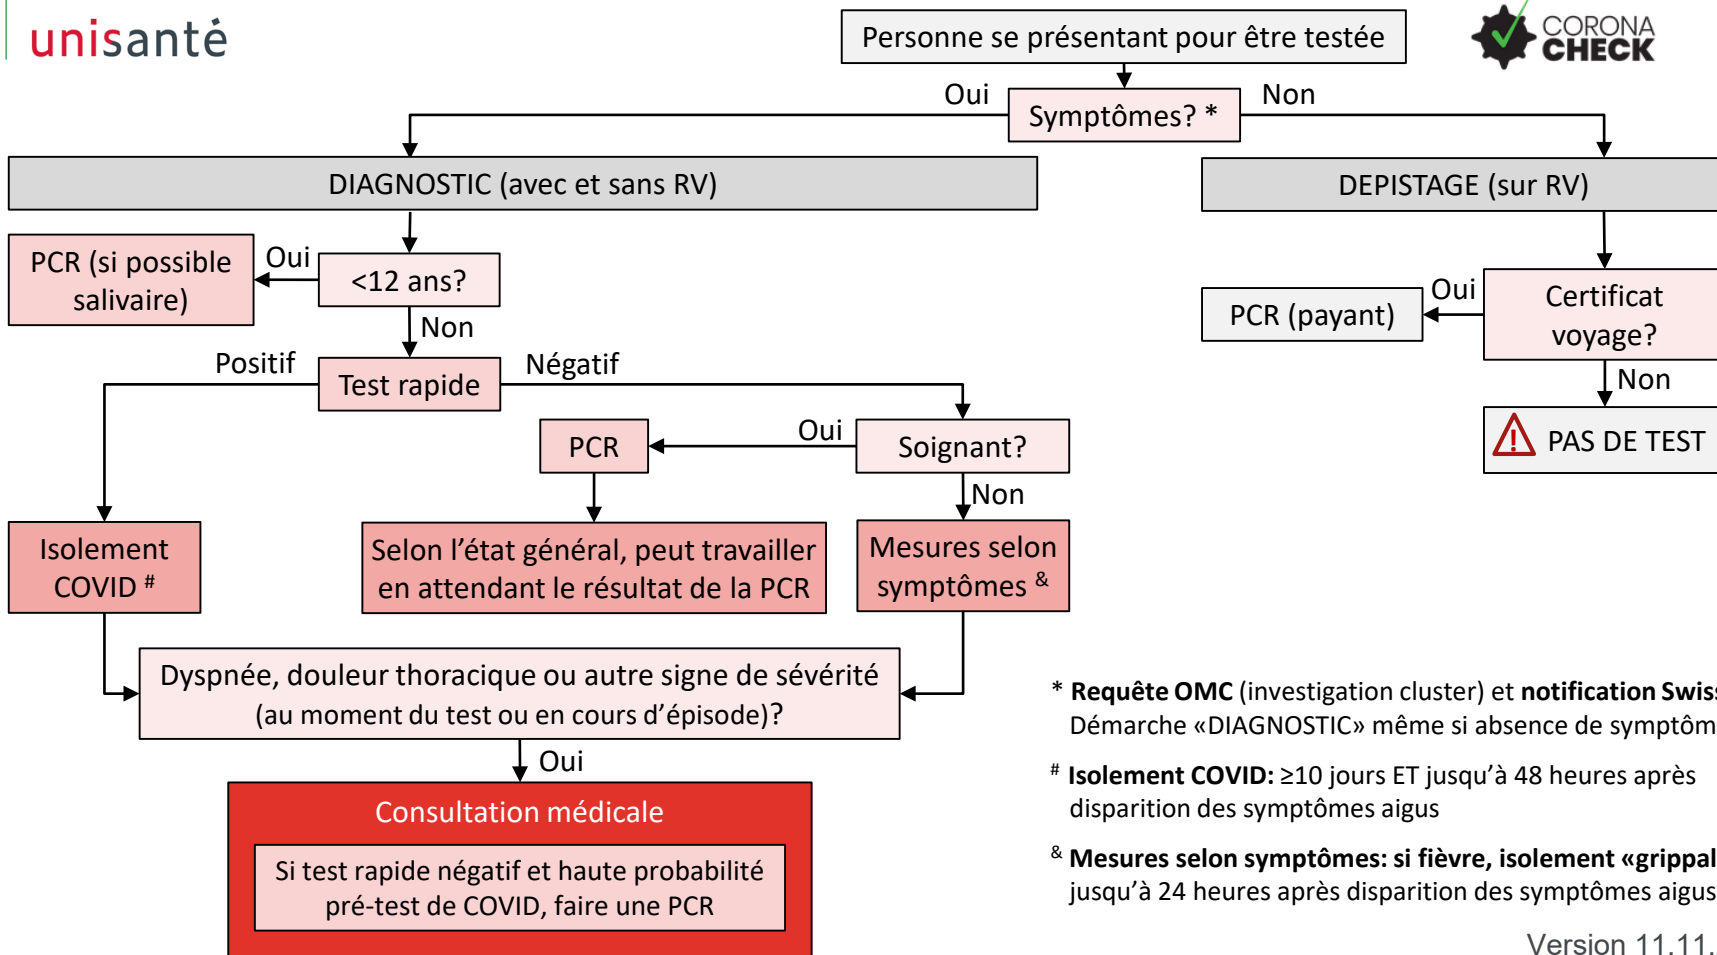 unisanté
Personne se présentant pour être testée
CORONA
CHECK
Oui
Non
Symptômes? *
DIAGNOSTIC (avec et sans RV)
DEPISTAGE (sur RV)
PCR (si possible
salivaire)
Oui
<12 ans?
Non
PCR (payant)
Oui
Certificat
voyage?
Non
Positif
Test rapide
Négatif
PCR
Oui
Soignant?
Non
PAS DE TEST
Isolement
COVID #
Selon l’état général, peut travailler
en attendant le résultat de la PCR
Mesures selon
symptômes &
Dyspnée, douleur thoracique ou autre signe de sévérité
(au moment du test ou en cours d’épisode)?
Oui
Consultation médicale
Si test rapide négatif et haute probabilité
pré-test de COVID, faire une PCR
* Requête OMC (investigation cluster) et notification
Démarche «DIAGNOSTIC» même si absence de
# Isolement COVID: ≥10 jours ET jusqu’à 48 heures après
disparition des symptômes aigus
& Mesures selon symptômes: si fièvre, isolement «grippal
jusqu’à 24 heures après disparition des symptômes aigus
Version 11.11.